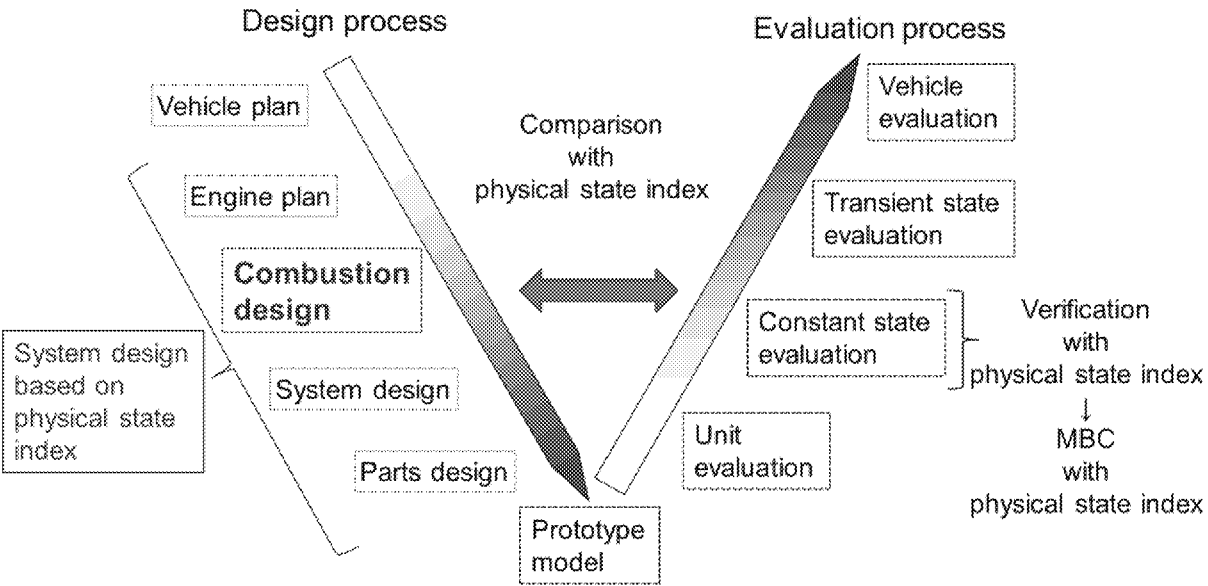 Design process
Evaluation process
Vehicle plan
Engine plan
Combustion
design
System design
based on
physical state
index
System design
Parts design
Prototype
model
Comparison
with
physical state index
Vehicle
evaluation
Transient state
evaluation
Constant state
evaluation
Unit
evaluation
Verification
with
physical state index
↓
MBC
with
physical state index